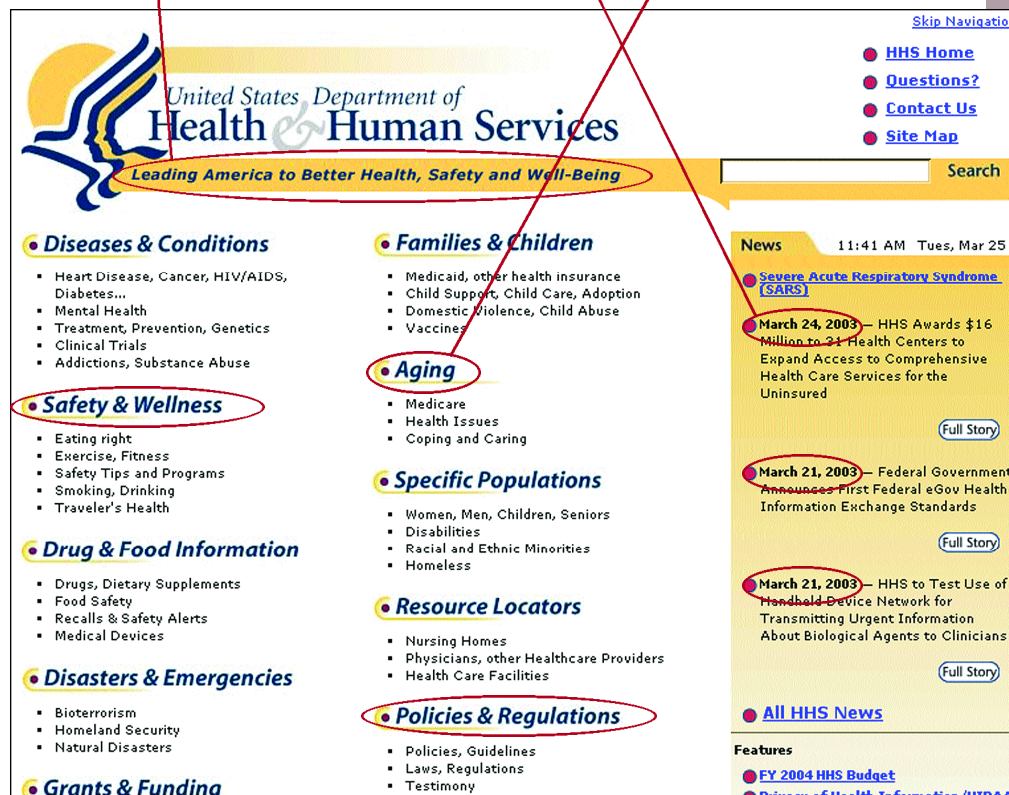 Skip Navigatio
HHS Home
Questions?
Contact Us
Site Map
United States Department of
Health & Human Services
Leading America to Better Health, Safety and Well-Being
Search
Diseases & Conditions
Heart Disease, Cancer, HIV/AIDS,
Diabetes...
Mental Health
Treatment, Prevention, Genetics
Clinical Trials
Addictions, Substance Abuse
Safety & Wellness
Eating right
Exercise, Fitness
Safety Tips and Programs
Smoking, Drinking
Traveler's Health
Drug & Food Information
Drugs, Dietary Supplements
Food Safety
Recalls & Safety Alerts
Medical Devices
Disasters & Emergencies
Bioterrorism
Homeland Security
Natural Disasters
Grants & Funding
Families & Children
Medicaid, other health insurance
Child Support, Child Care, Adoption
Domestic Violence, Child Abuse
Vaccines
Aging
Medicare
Health Issues
Coping and Caring
Specific Populations
Women, Men, Children, Seniors
Disabilities
Racial and Ethnic Minorities
Homeless
Resource Locators
Nursing Homes
Physicians, other Healthcare Providers
Health Care Facilities
Policies & Regulations
Policies, Guidelines
Laws, Regulations
Testimony
News 11:41 AM Tues, Mar 25
Severe Acute Respiratory Syndrome
(SARS)
March 24, 2003 — HHS Awards $16
Million to 31 Health Centers to
Expand Access to Comprehensive
Health Care Services for the
Uninsured
Full Story
March 21, 2003 — Federal Government
Announces First Federal eGov Health
Information Exchange Standards
Full Story
March 21, 2003 — HHS to Test Use of
Handheld Device Network for
Transmitting Urgent Information
About Biological Agents to Clinicians
Full Story
All HHS News
Features
FY 2004 HHS Budget
Privacy of Health Information (HIPAA